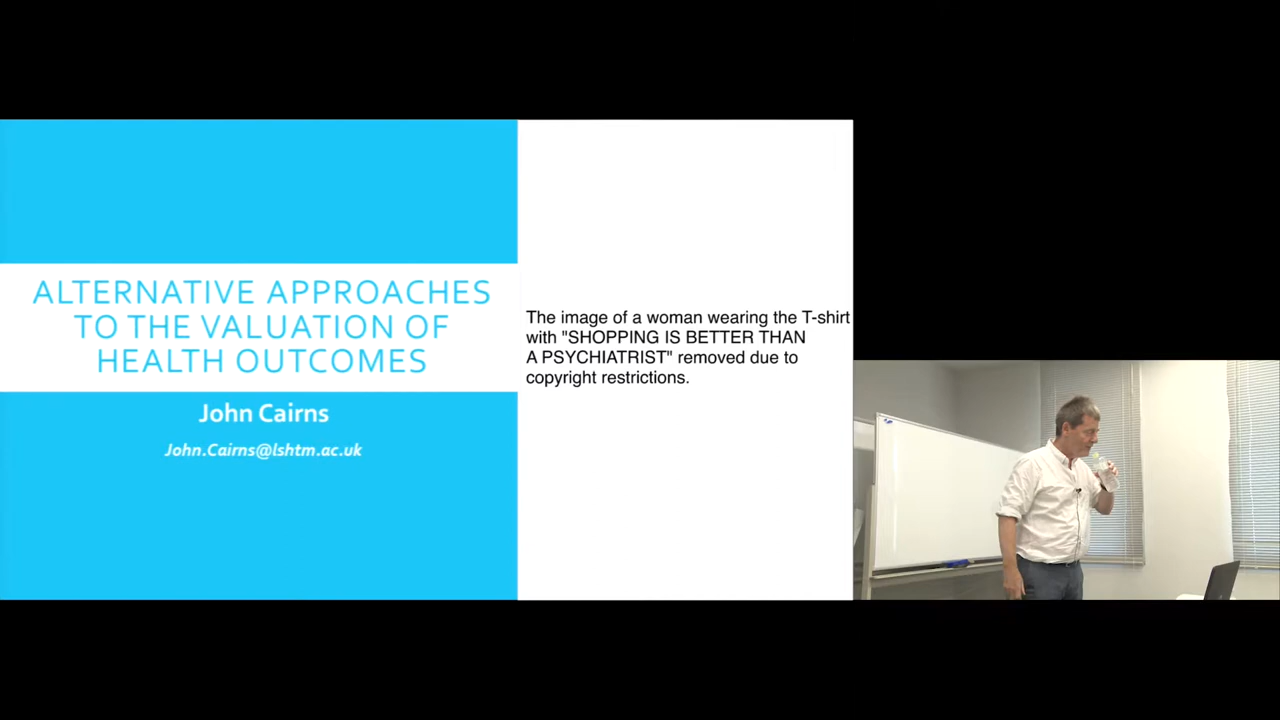 ALTERNATIVE APPROACHES
TO THE VALUATION OF
HEALTH OUTCOMES
John Cairns
John.Cairns@lshtm.ac.uk
The image of a woman wearing the T-shirt
with "SHOPPING IS BETTER THAN
A PSYCHIATRIST" removed due to
copyright restrictions.